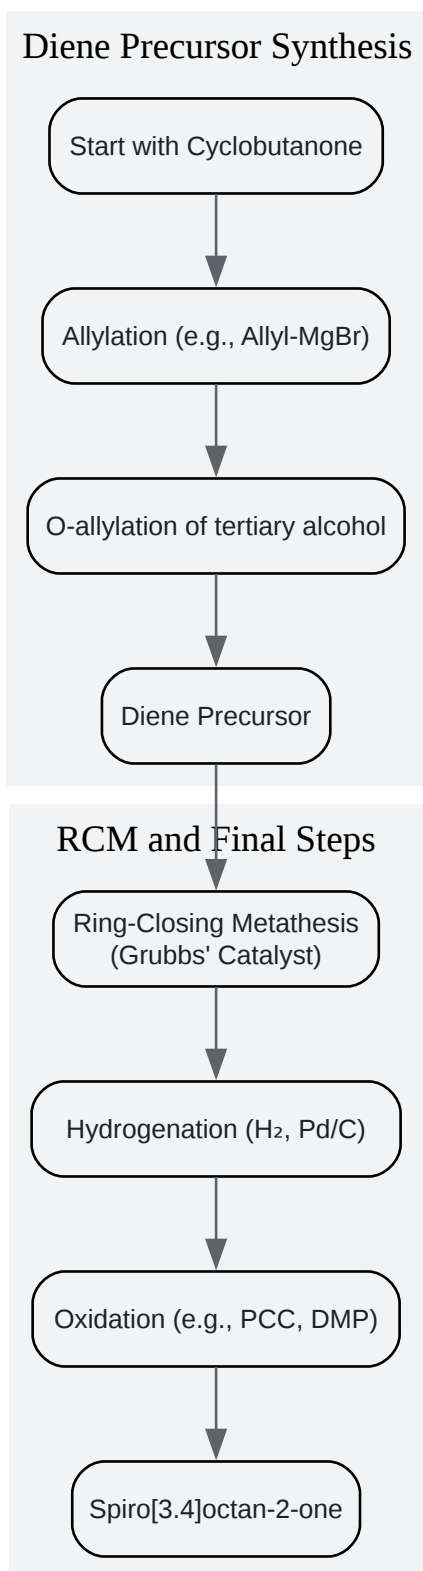 Diene Precursor Synthesis
Start with Cyclobutanone
Allylation (e.g., Allyl-MgBr)
O-allylation of tertiary alcohol
Diene Precursor
RCM and Final Steps
Ring-Closing Metathesis
(Grubbs' Catalyst)
Hydrogenation (H₂, Pd/C)
Oxidation (e.g., PCC, DMP)
Spiro[3.4]octan-2-one